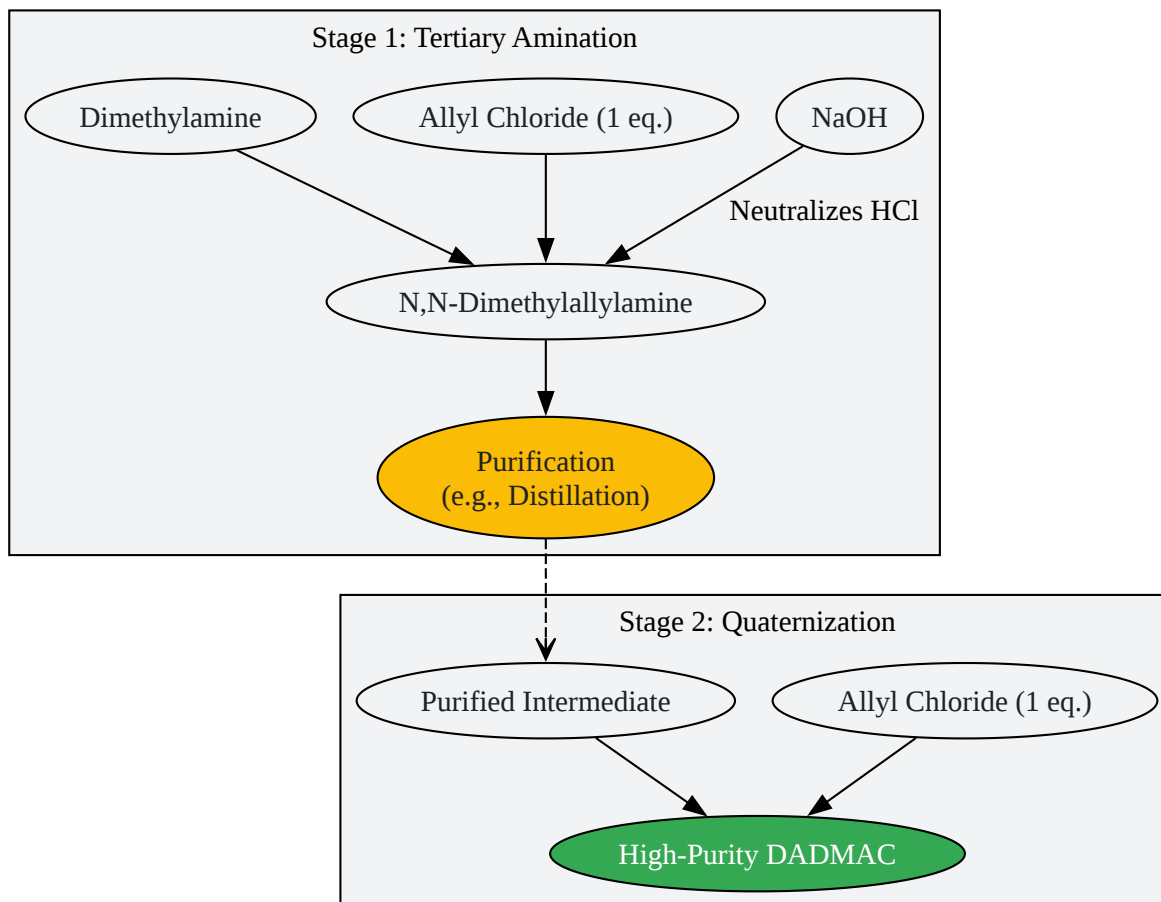 Stage 1: Tertiary Amination
Dimethylamine
Allyl Chloride (1 eq.)
NaOH
Neutralizes HCl
N,N-Dimethylallylamine
Purification
(e.g., Distillation)
Stage 2: Quaternization
Purified Intermediate
Allyl Chloride (1 eq.)
High-Purity DADMAC